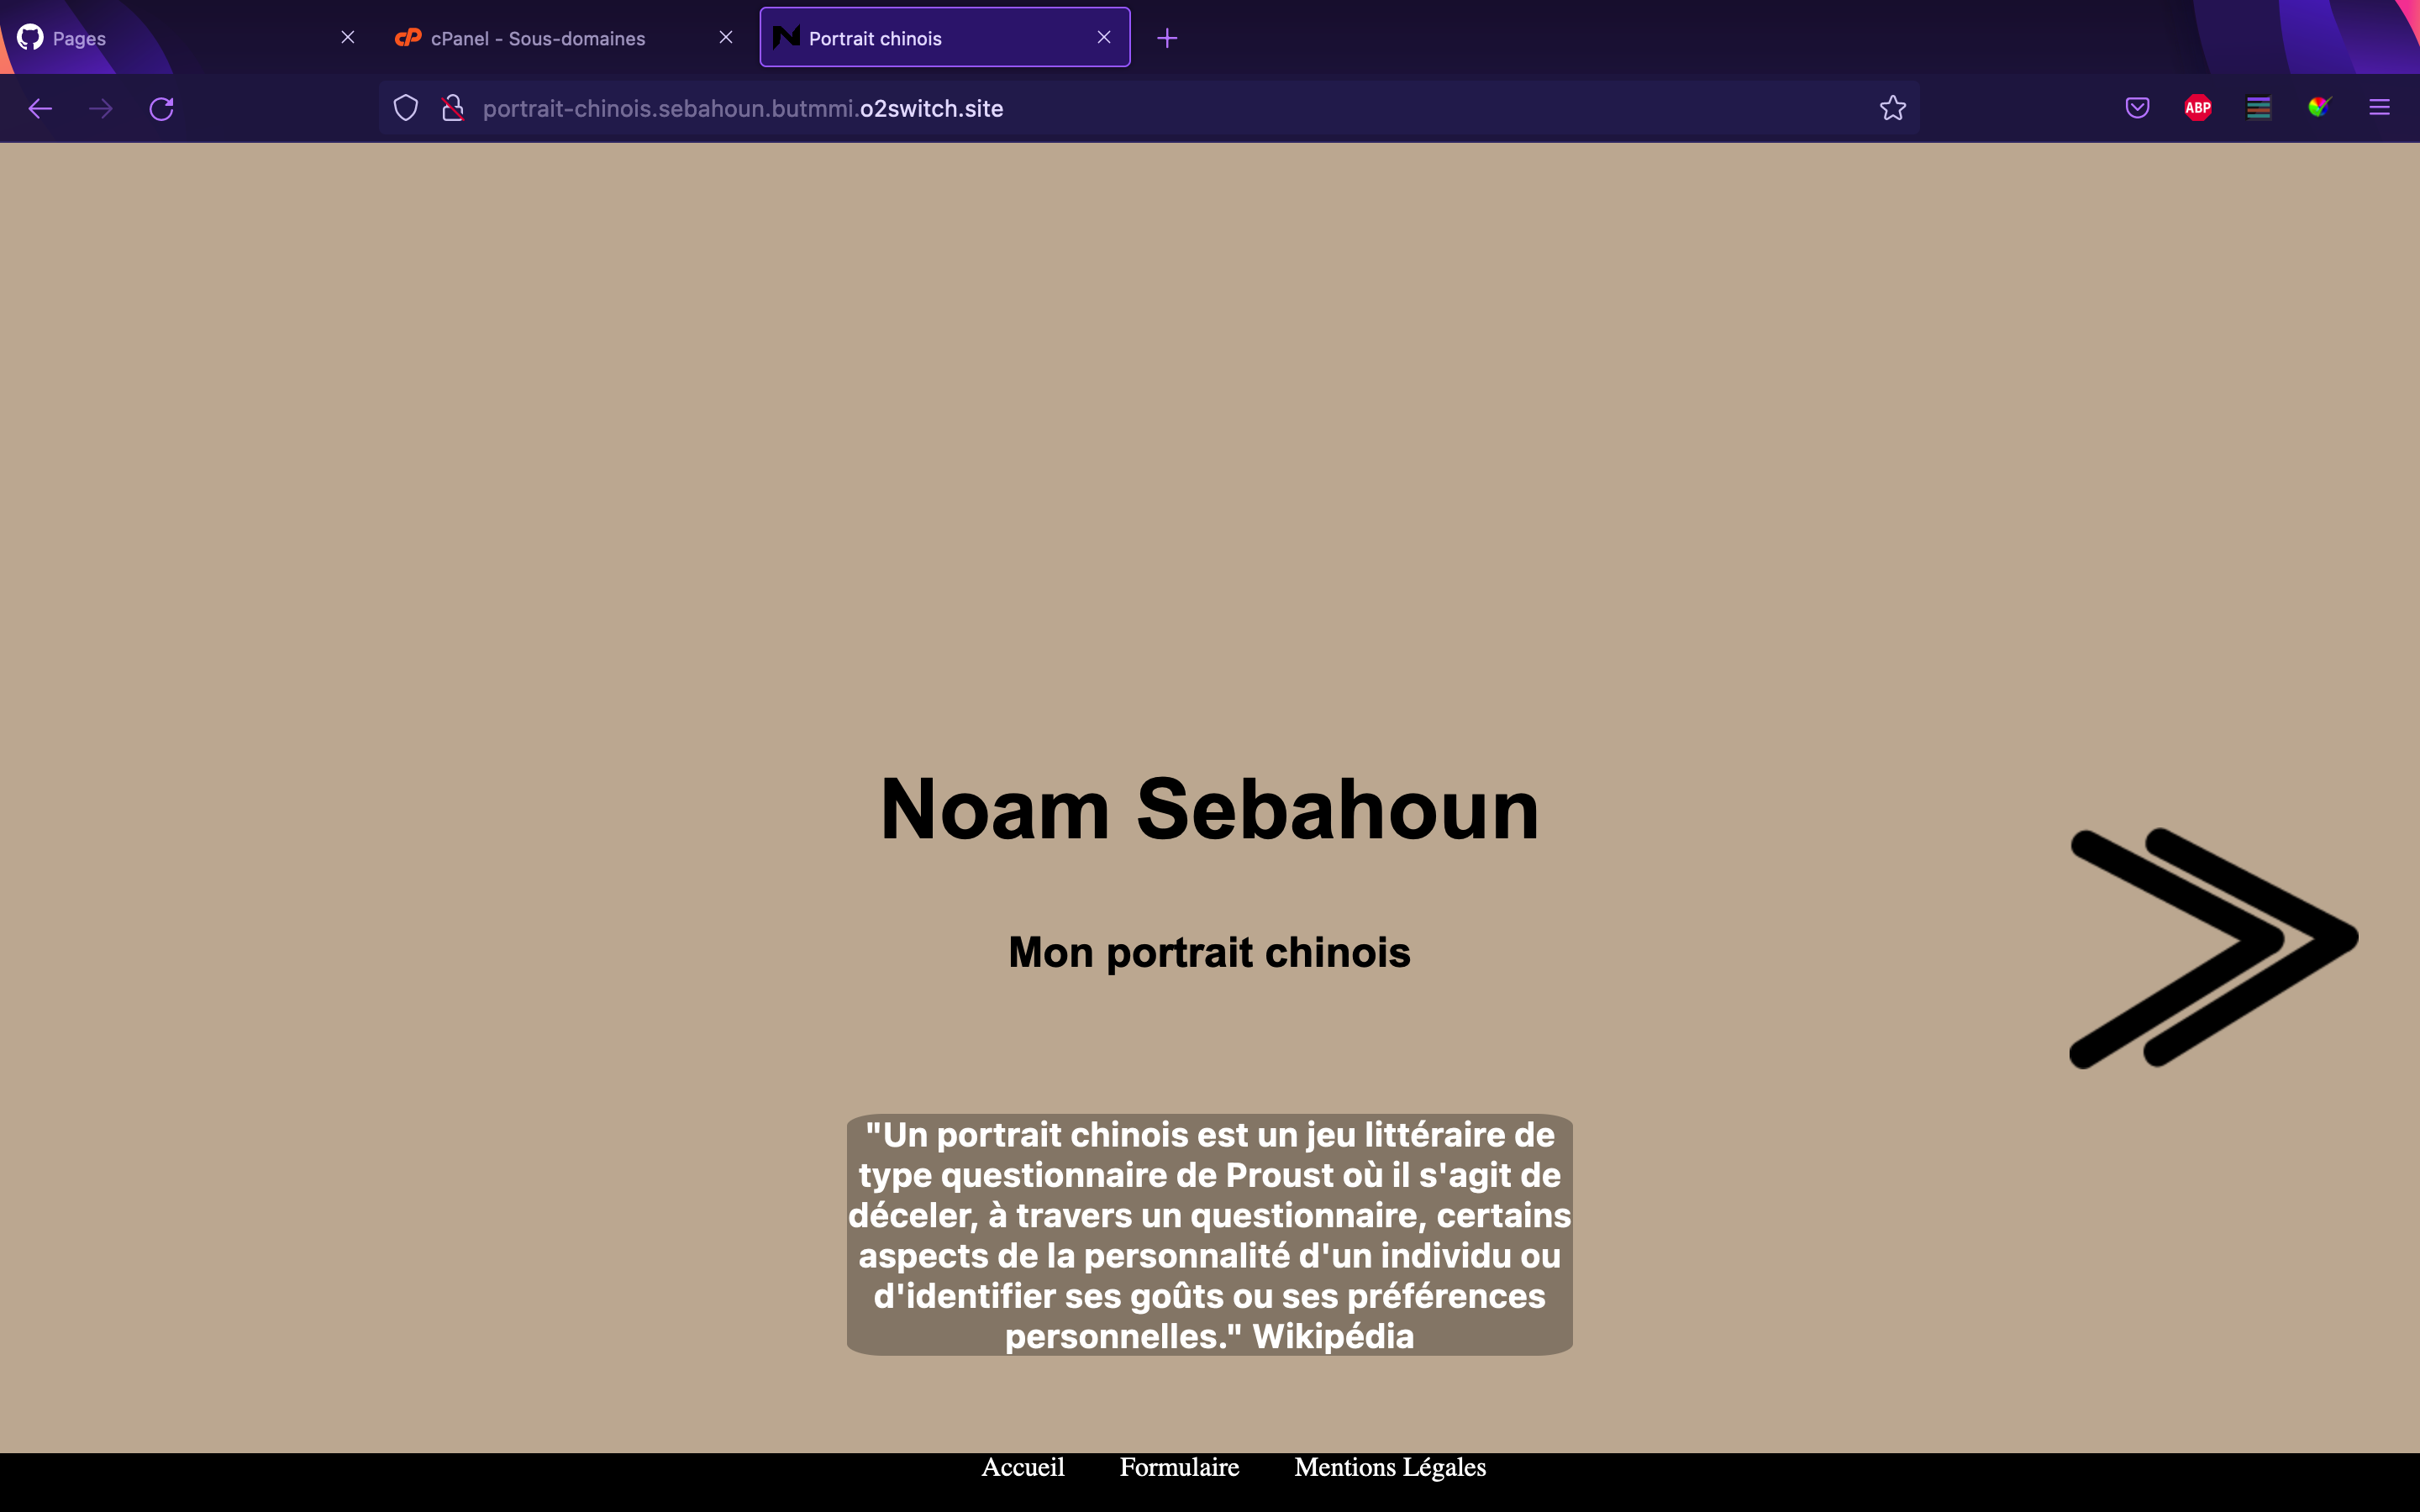 Pages
cPanel - Sous-domaines
Portrait chinois
portrait-chinois.sebahoun.butmmi.o2switch.site
ABP
Noam Sebahoun
Mon portrait chinois
"Un portrait chinois est un jeu littéraire de
type questionnaire de Proust où il s'agit de
déceler, à travers un questionnaire, certains
aspects de la personnalité d'un individu ou
d'identifier ses goûts ou ses préférences
personnelles." Wikipédia
Accueil Formulaire Mentions Légales